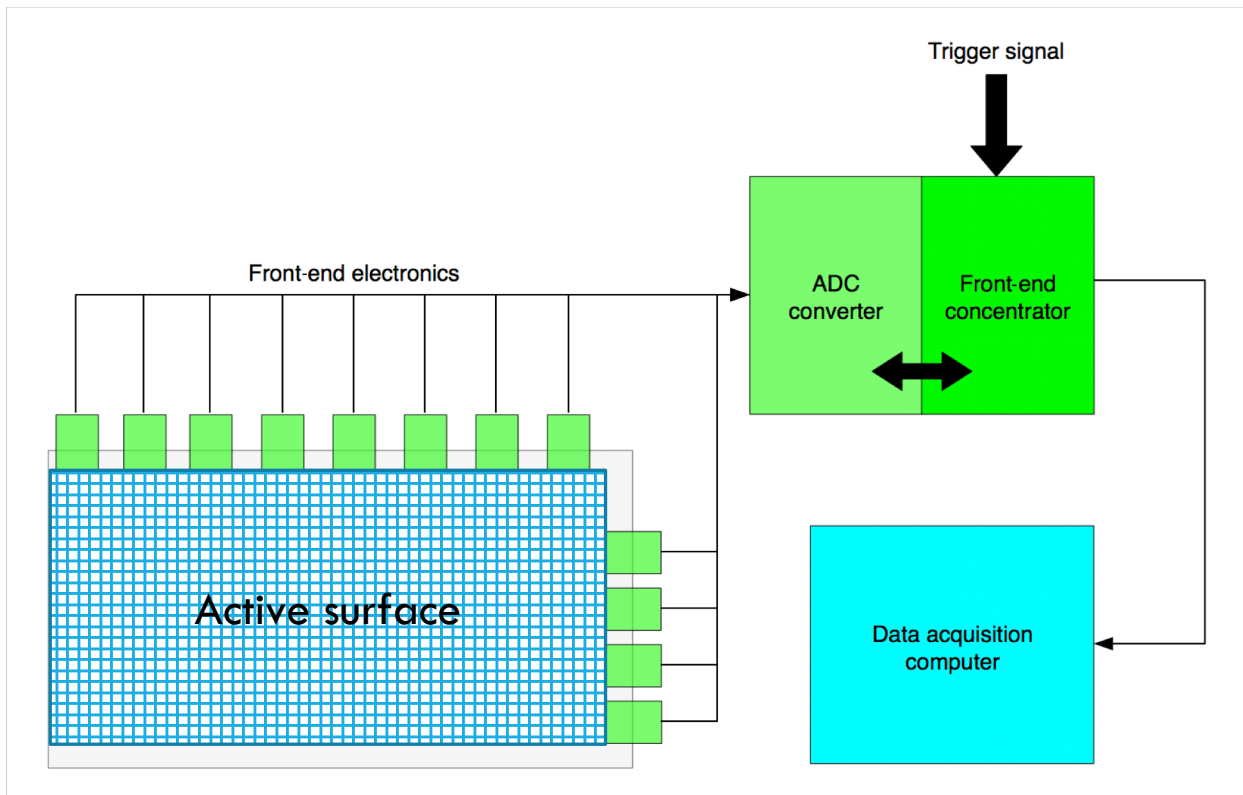 Trigger signal
Front-end electronics
ADC
converter
Front-end
concentrator
Active surface
Data acquisition
computer